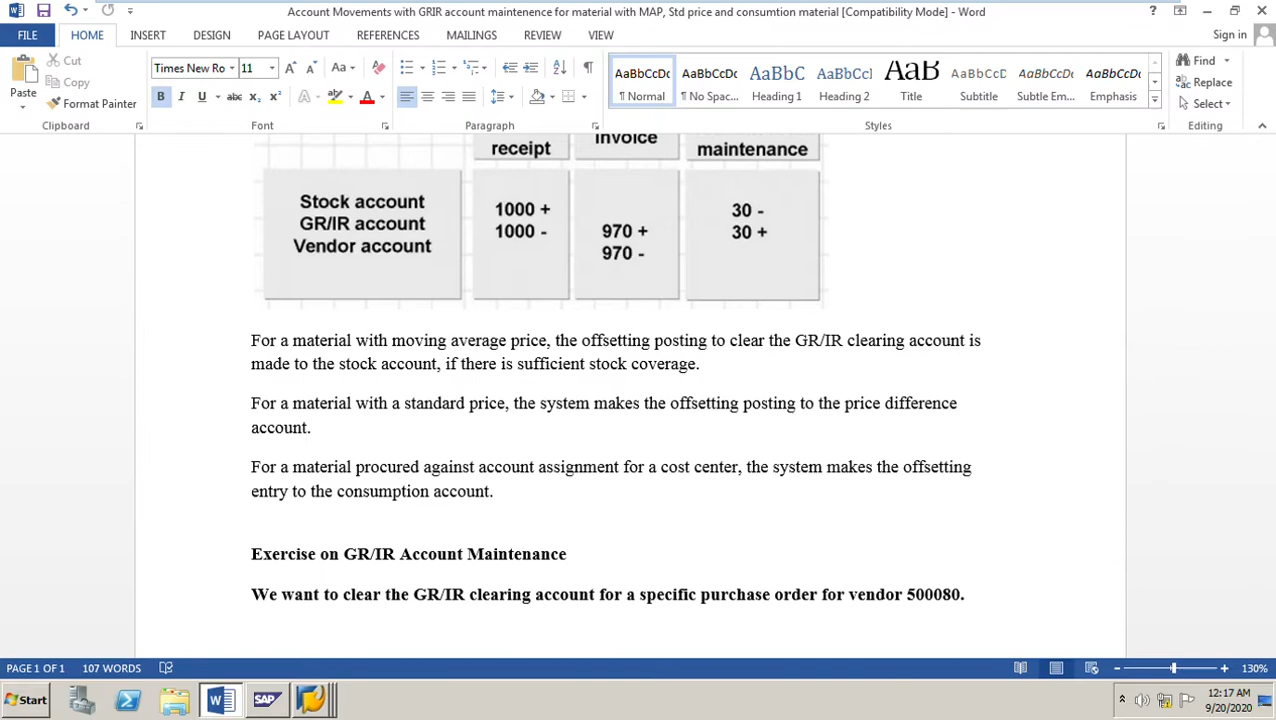 Account Movements with GRIR account maintenence for material with MAP, Std price and consumtion material [Compatibility Mode] - Word
FILE HOME INSERT DESIGN PAGE LAYOUT REFERENCES MAILINGS REVIEW VIEW Sign in
Paste
Cut
Copy
Format Painter
Clipboard
Times New Ro 11
Font
Paragraph
AaBbCcDc AaBbCcDc AaBbC AaBbCc AaB AaBbCcD AaBbCcDc AaBbCcDc
¶ Normal ¶ No Spac... Heading 1 Heading 2 Title Subtitle Subtle Em... Emphasis
Styles
Find
Replace
Select
Editing
receipt invoice maintenance
Stock account 1000 + 30 -
GR/IR account 1000 - 970 + 30 +
Vendor account 970 -
For a material with moving average price, the offsetting posting to clear the GR/IR clearing account is
made to the stock account, if there is sufficient stock coverage.
For a material with a standard price, the system makes the offsetting posting to the price difference
account.
For a material procured against account assignment for a cost center, the system makes the offsetting
entry to the consumption account.
Exercise on GR/IR Account Maintenance
We want to clear the GR/IR clearing account for a specific purchase order for vendor 500080.
PAGE 1 OF 1 107 WORDS 130%
Start SAP 12:17 AM
9/20/2020